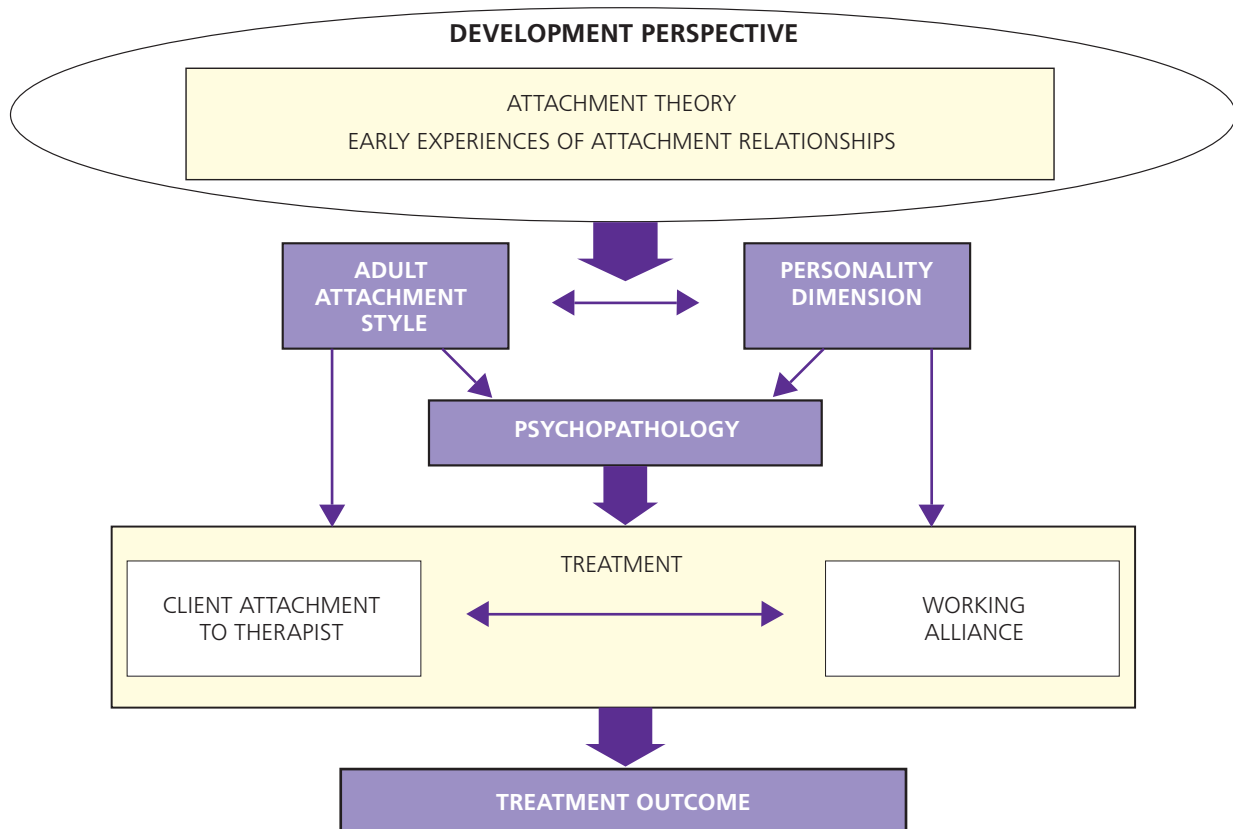 DEVELOPMENT PERSPECTIVE
ATTACHMENT THEORY
EARLY EXPERIENCES OF ATTACHMENT RELATIONSHIPS
ADULT
ATTACHMENT
STYLE
PERSONALITY
DIMENSION
PSYCHOPATHOLOGY
TREATMENT
CLIENT ATTACHMENT
TO THERAPIST
WORKING
ALLIANCE
TREATMENT OUTCOME